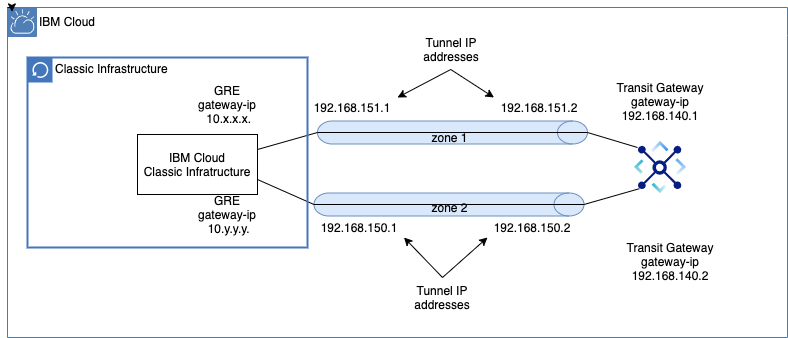 IBM Cloud
Classic Infrastructure
Tunnel IP
addresses
GRE
gateway-ip
10.x.x.x.
192.168.151.1
192.168.151.2
Transit Gateway
gateway-ip
192.168.140.1
zone 1
IBM Cloud
Classic Infratructure
GRE
gateway-ip
10.y.y.y.
zone 2
192.168.150.1
192.168.150.2
Transit Gateway
gateway-ip
192.168.140.2
Tunnel IP
addresses